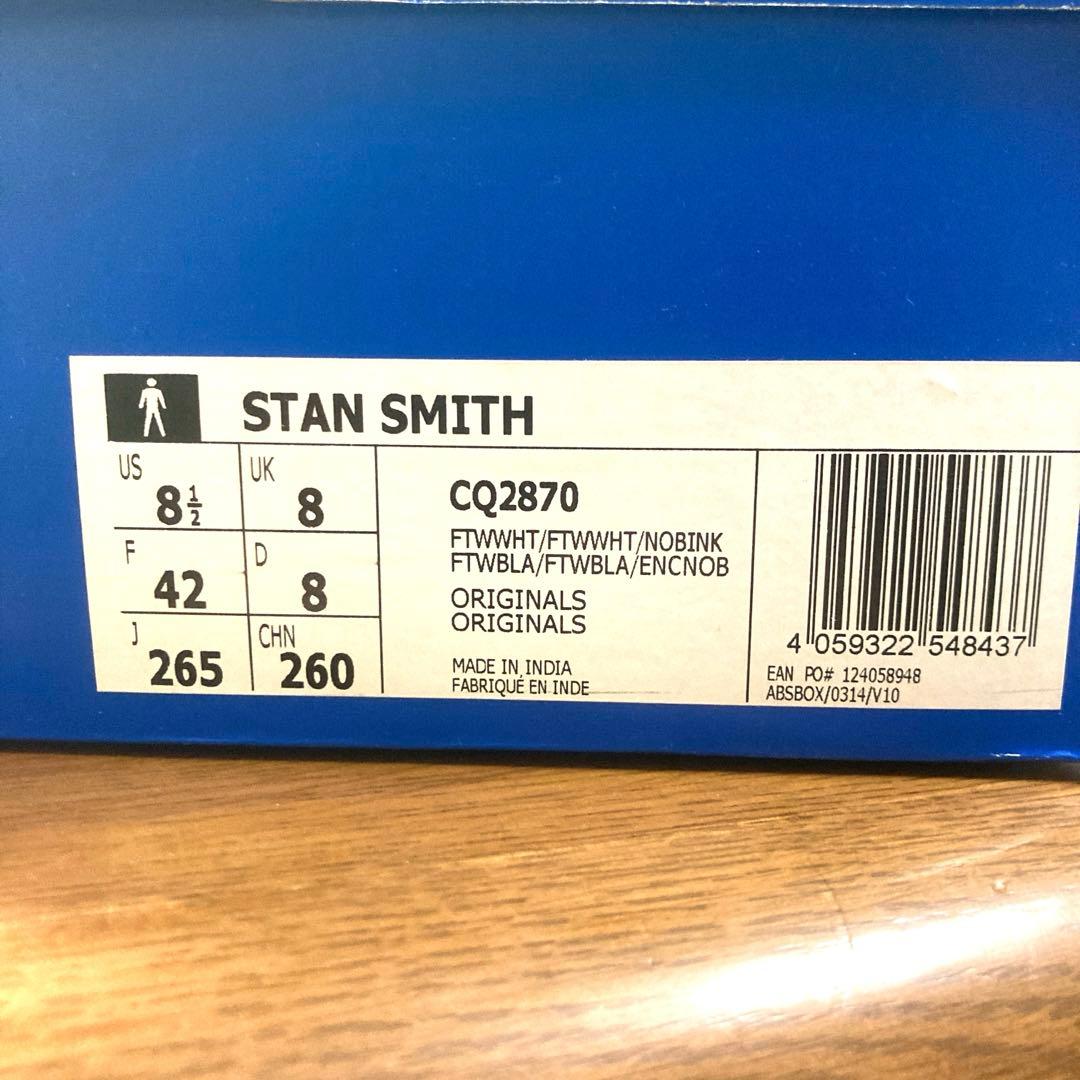 STAN SMITH
US 8½ UK 8
F 42 D 8
J 265 CHN 260
CQ2870
FTWWHT/FTWWHT/NOBINK
FTWBLA/FTWBLA/ENCNOB
ORIGINALS
ORIGINALS
MADE IN INDIA
FABRIQUÉ EN INDE
4 059322 548437
EAN PO# 124058948
ABSBOX/0314/V10